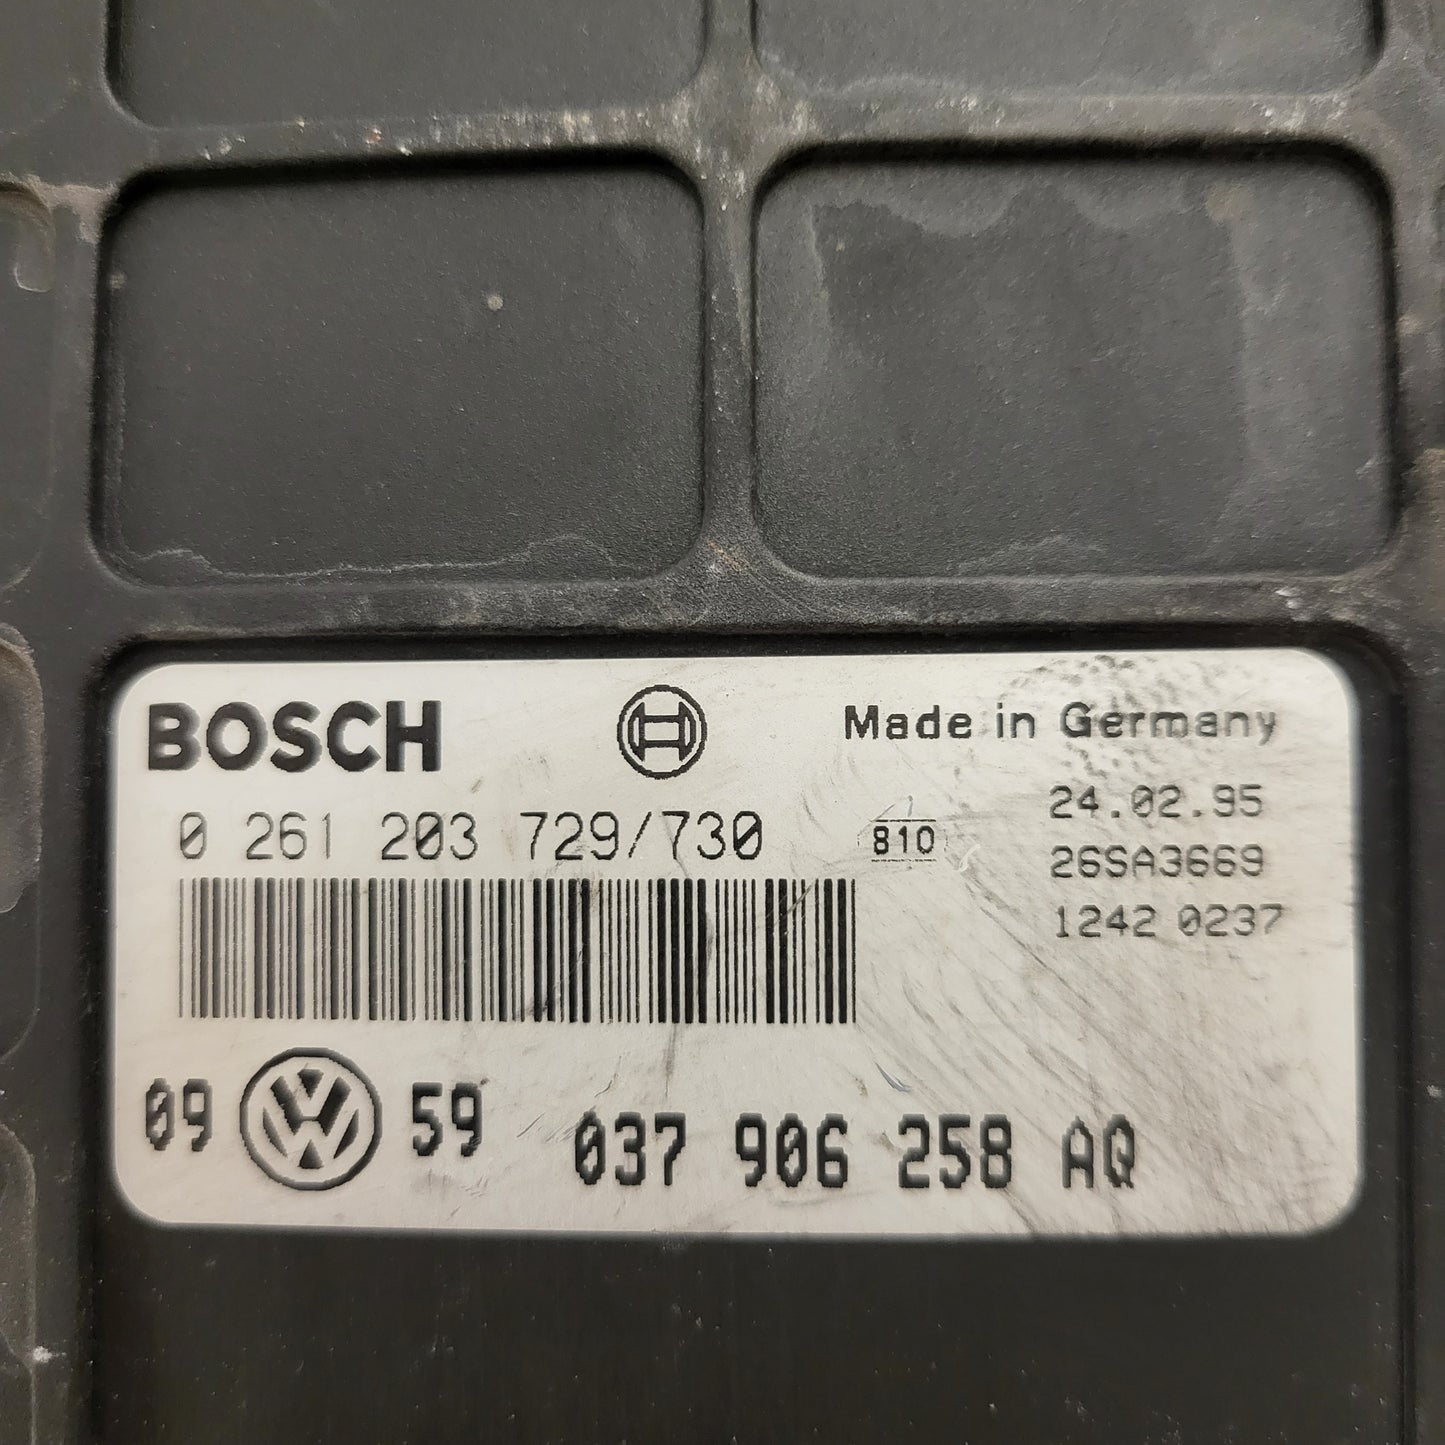 BOSCH Made in Germany
24.02.95
0 261 203 729/730 810
26SA3669
1242 0237
09 VW 59 037 906 258 AQ